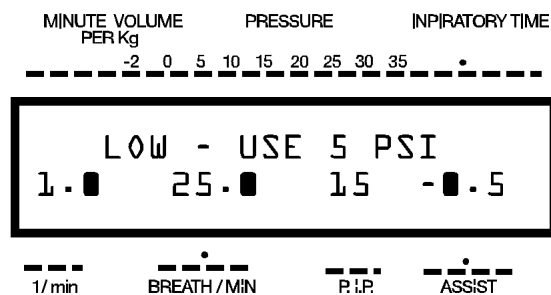 MINUTE VOLUME PRESSURE INPIRATORY TIME
PER Kg
-2 0 5 10 15 20 25 30 35
LOW - USE 5 PSI
1.0 25.0 15 -0.5
1/min BREATH/MIN P.I.P. ASSIST